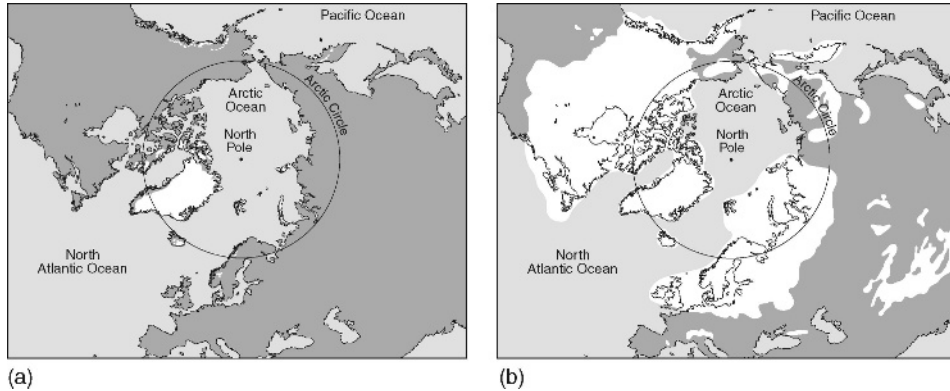 Pacific Ocean
Arctic Circle
Arctic
Ocean
North
Pole
North
Atlantic Ocean
(a)
Pacific Ocean
Arctic Circle
Arctic
Ocean
North
Pole
North
Atlantic Ocean
(b)